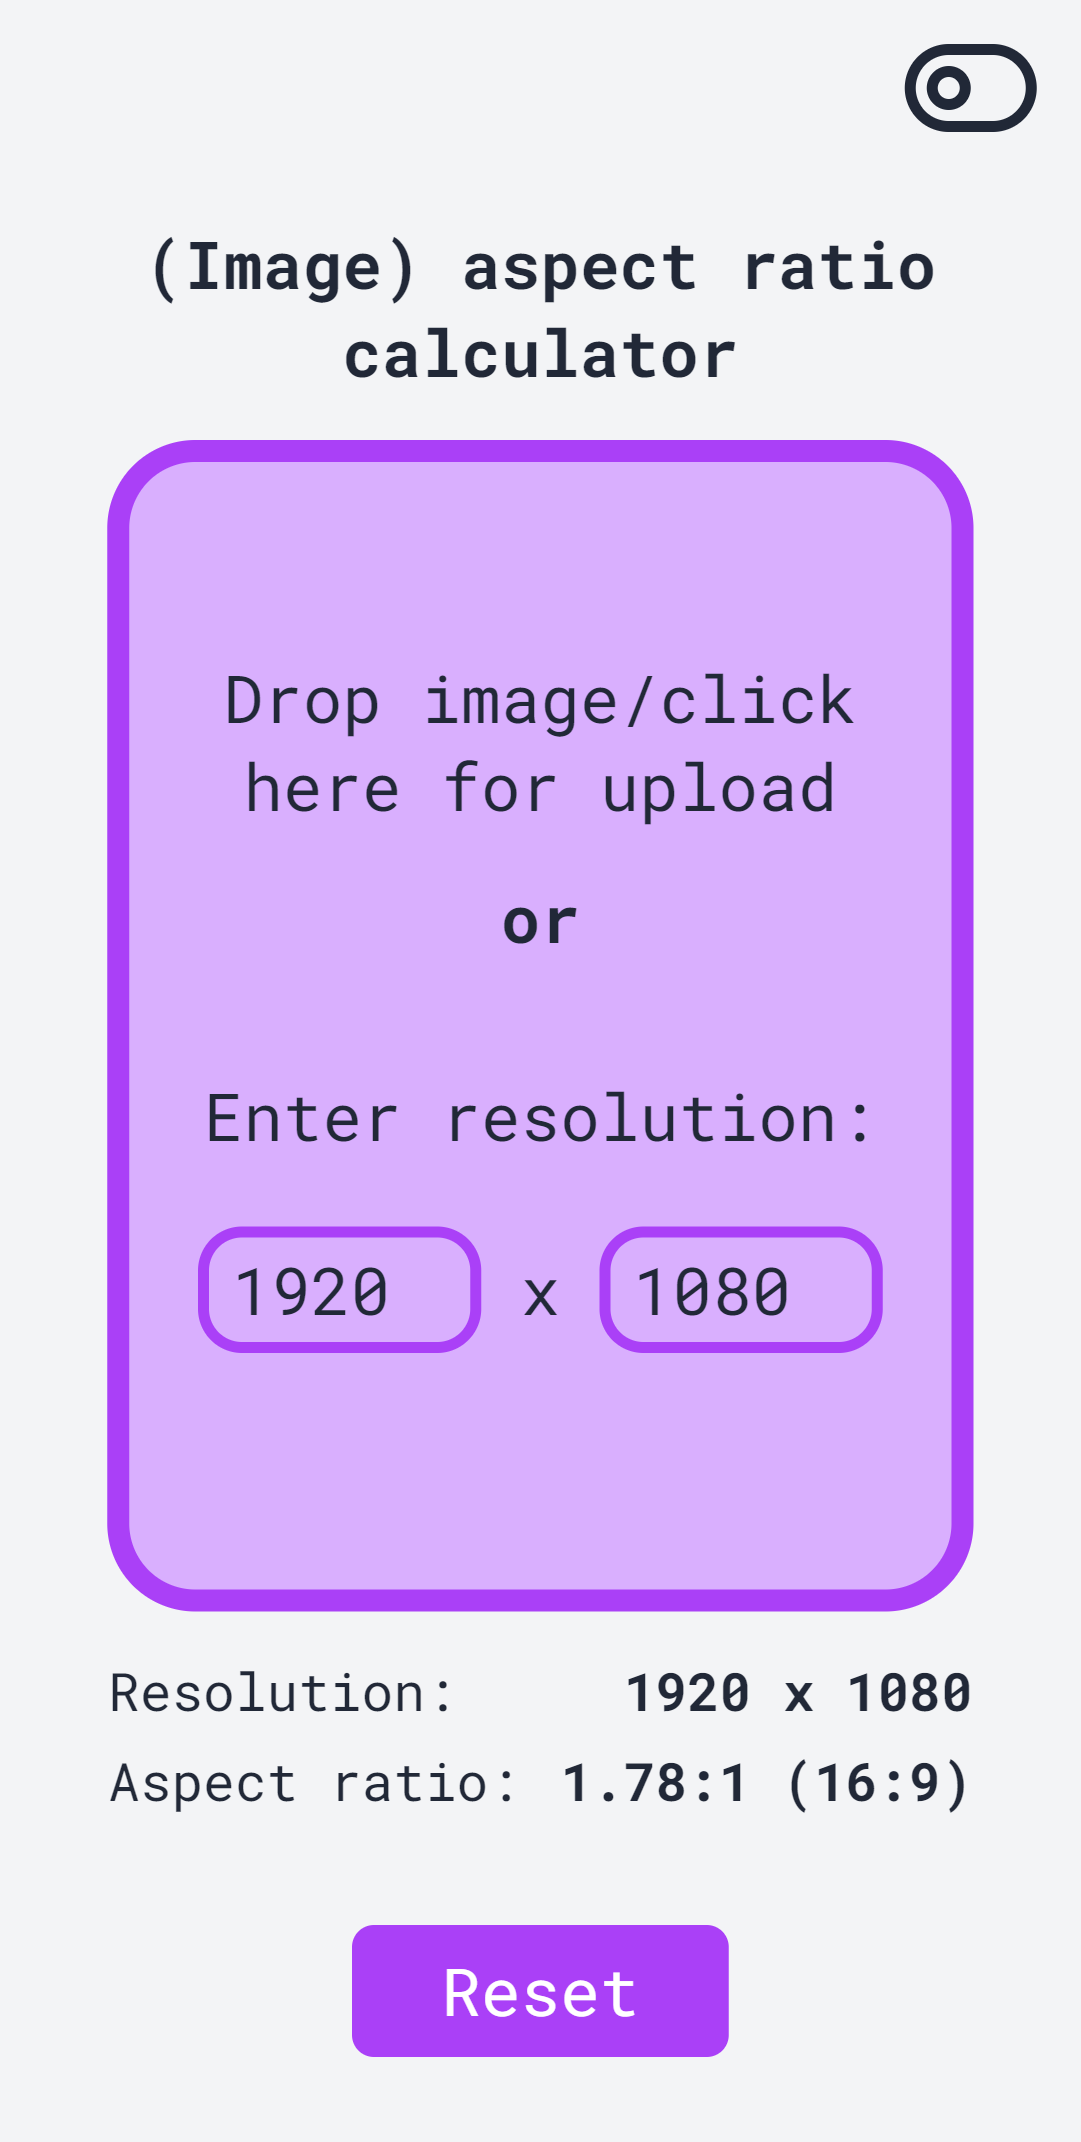 (Image) aspect ratio
calculator
Drop image/click
here for upload
or
Enter resolution:
1920 x 1080
Resolution: 1920 x 1080
Aspect ratio: 1.78:1 (16:9)
Reset